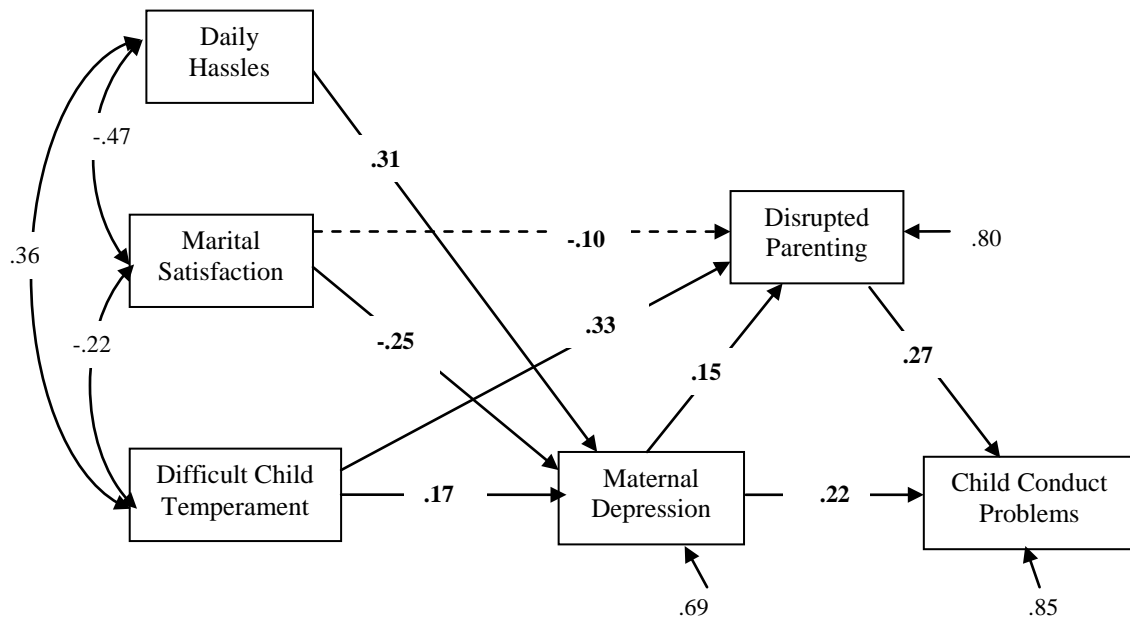 Daily
Hassles
-.47
.31
Marital
Satisfaction
-.10
Disrupted
Parenting
.80
.36
-.22
-.25
.33
.15
.27
Difficult Child
Temperament
.17
Maternal
Depression
.22
Child Conduct
Problems
.69
.85